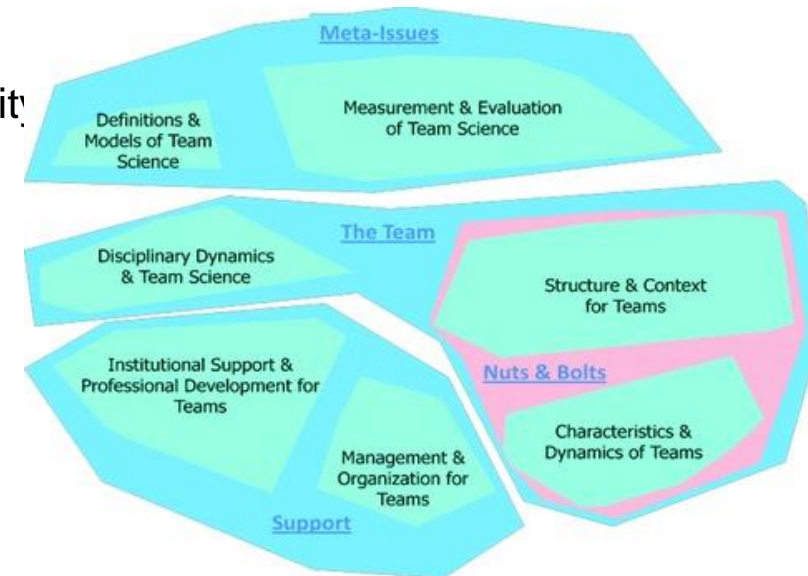 Meta-Issues
Definitions &
Models of Team
Science
Measurement & Evaluation
of Team Science
The Team
Disciplinary Dynamics
& Team Science
Structure & Context
for Teams
Nuts & Bolts
Characteristics &
Dynamics of Teams
Institutional Support &
Professional Development for
Teams
Management &
Organization for
Teams
Support